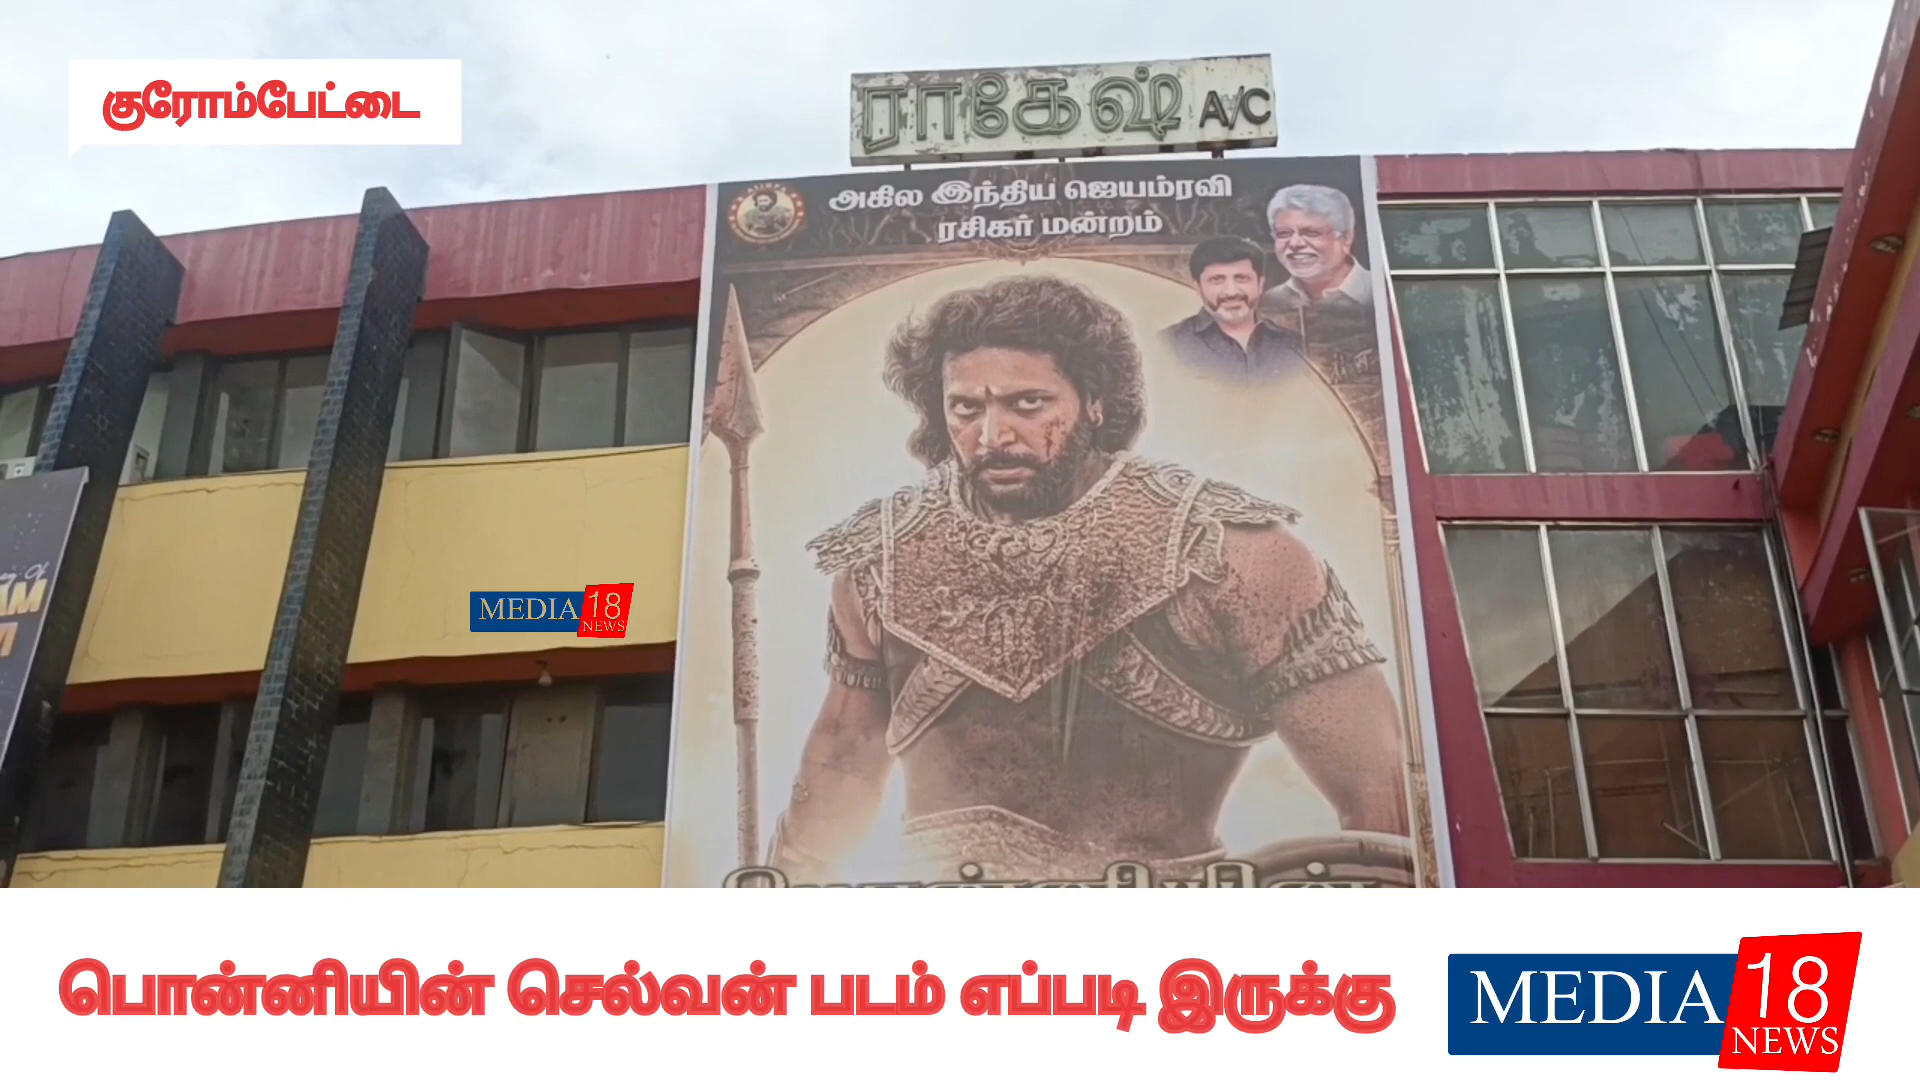 குரோம்பேட்டை
ராகேஷ் A/C
அகில இந்திய ஜெயம்ரவி
ரசிகர் மன்றம்
MEDIA 18
NEWS
பொன்னியின்
பொன்னியின் செல்வன் படம் எப்படி இருக்கு
MEDIA 18
NEWS